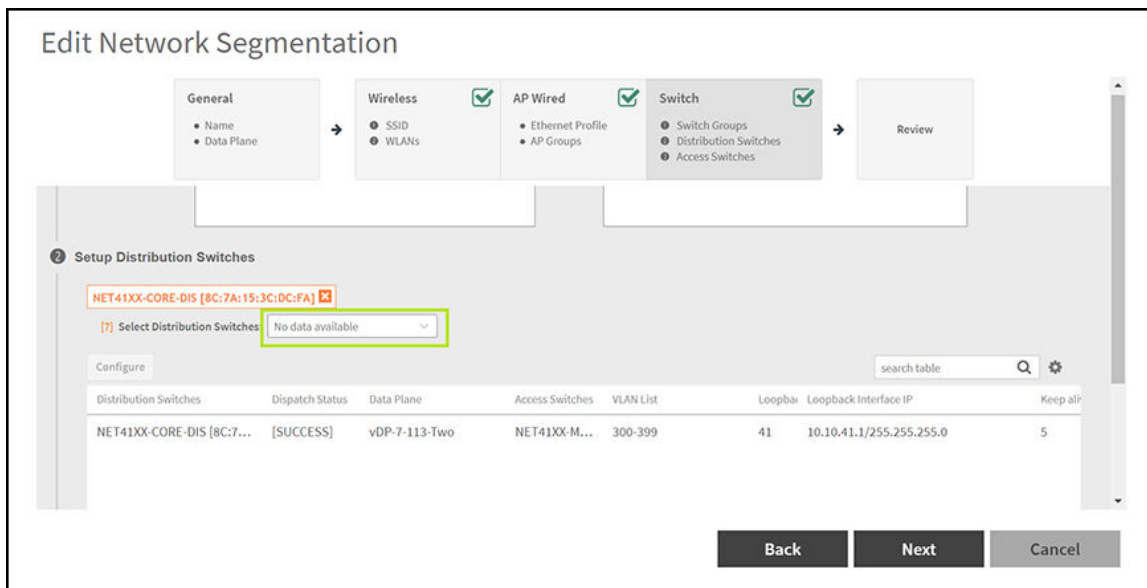 Edit Network Segmentation
General
• Name
• Data Plane
Wireless
❶ SSID
❷ WLANs
AP Wired
• Ethernet Profile
• AP Groups
Switch
Switch Groups
Distribution Switches
Access Switches
Review
❷ Setup Distribution Switches
NET41XX-CORE-DIS [8C:7A:15:3C:DC:FA]
[?] Select Distribution Switches: No data available
Configure
search table
Distribution Switches Dispatch Status Data Plane Access Switches VLAN List Loopbac Loopback Interface IP Keep aliv
NET41XX-CORE-DIS [8C:7... [SUCCESS] vDP-7-113-Two NET41XX-M... 300-399 41 10.10.41.1/255.255.255.0 5
Back Next Cancel